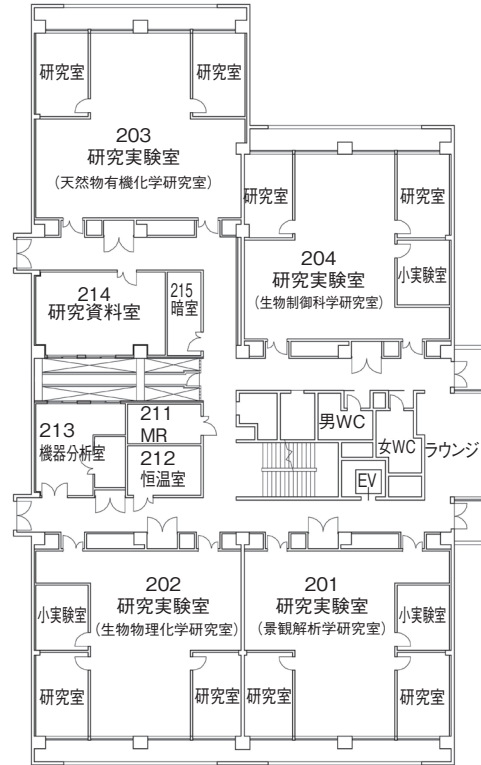 研究室
研究室
203
研究実験室
（天然物有機化学研究室）
研究室
研究室
204
研究実験室
（生物制御科学研究室）
小実験室
214
研究資料室
215
暗室
211
MR
213
機器分析室
212
恒温室
男WC
女WC
ラウンジ
EV
202
研究実験室
（生物物理化学研究室）
小実験室
201
研究実験室
（景観解析学研究室）
小実験室
研究室
研究室
研究室
研究室